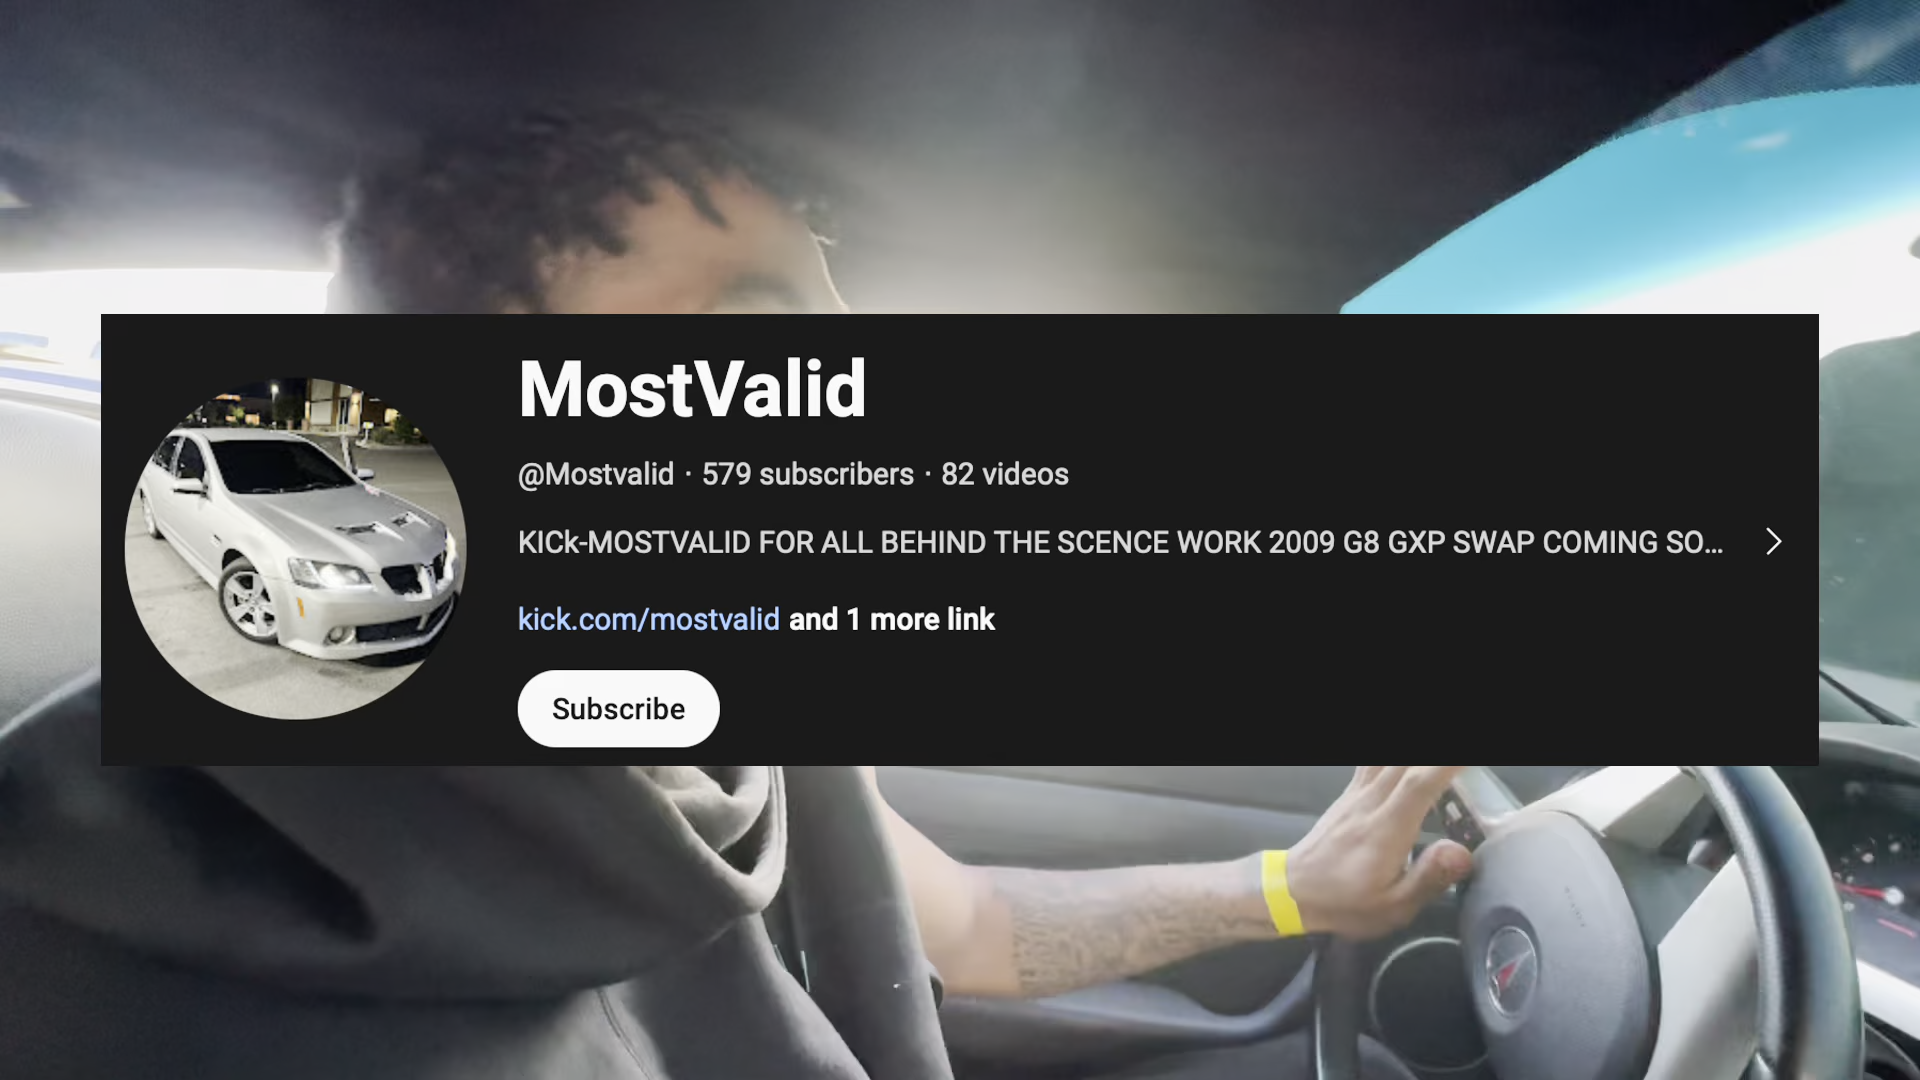 MostValid
@Mostvalid · 579 subscribers · 82 videos
KICk-MOSTVALID FOR ALL BEHIND THE SCENCE WORK 2009 G8 GXP SWAP COMING SO...
kick.com/mostvalid and 1 more link
Subscribe